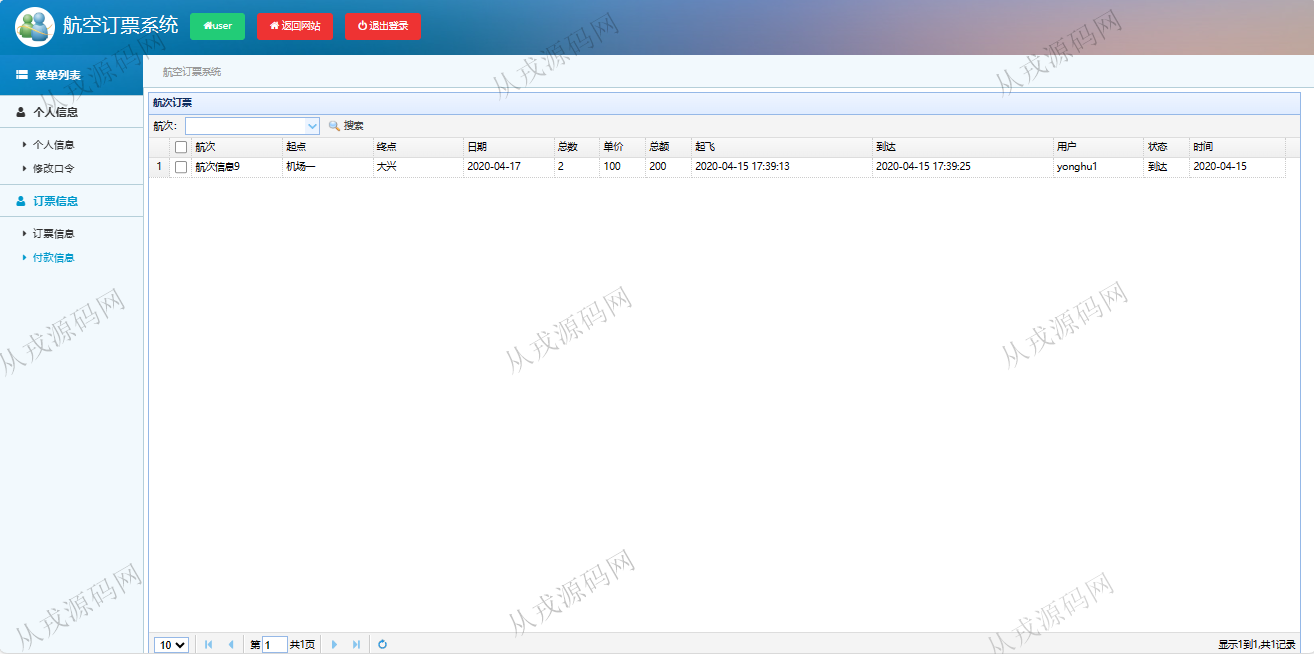 航空订票系统 user 返回网站 退出登录
菜单列表
航空订票系统
个人信息
个人信息
修改口令
订票信息
订票信息
付款信息
航次订票
航次: 搜索
航次 起点 终点 日期 总数 单价 总额 起飞 到达 用户 状态 时间
1 航次信息9 机场一 大兴 2020-04-17 2 100 200 2020-04-15 17:39:13 2020-04-15 17:39:25 yonghu1 到达 2020-04-15
10 第 1 共1页 显示1到1,共1记录
从戎源码网
从戎源码网
从戎源码网
从戎源码网
从戎源码网
从戎源码网
从戎源码网
从戎源码网
从戎源码网